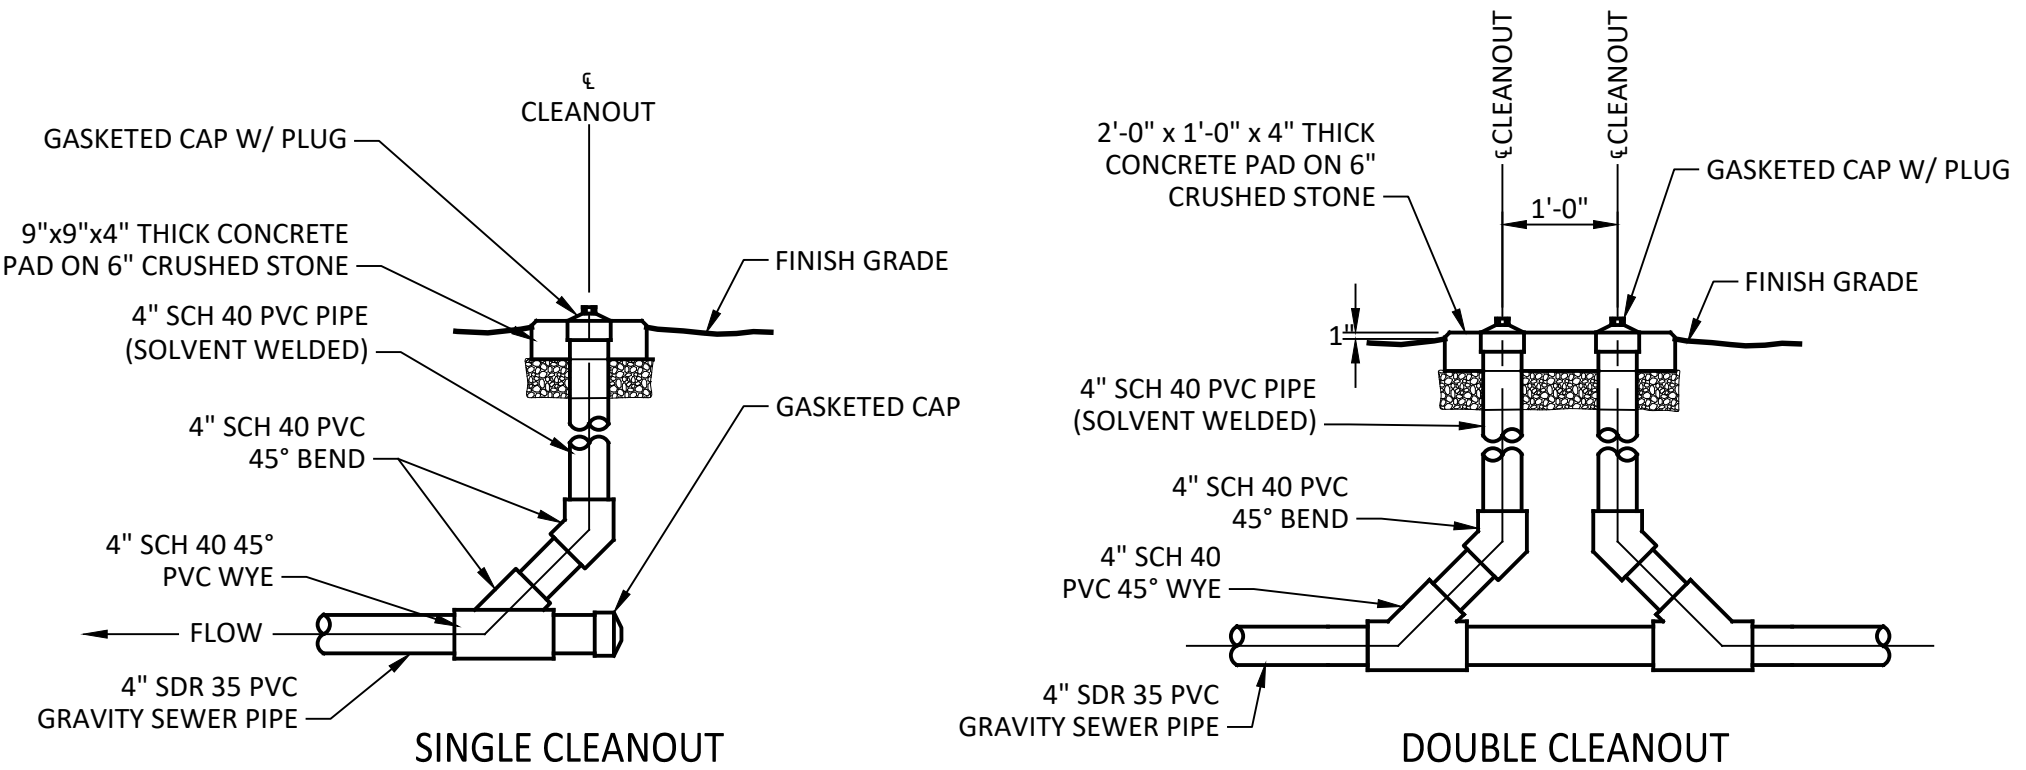 ℄
CLEANOUT
GASKETED CAP W/ PLUG
9"x9"x4" THICK CONCRETE
PAD ON 6" CRUSHED STONE
FINISH GRADE
4" SCH 40 PVC PIPE
(SOLVENT WELDED)
GASKETED CAP
4" SCH 40 PVC
45° BEND
4" SCH 40 45°
PVC WYE
FLOW
4" SDR 35 PVC
GRAVITY SEWER PIPE
SINGLE CLEANOUT
℄ CLEANOUT
℄ CLEANOUT
2'-0" x 1'-0" x 4" THICK
CONCRETE PAD ON 6"
CRUSHED STONE
GASKETED CAP W/ PLUG
1'-0"
FINISH GRADE
1"
4" SCH 40 PVC PIPE
(SOLVENT WELDED)
4" SCH 40 PVC
45° BEND
4" SCH 40
PVC 45° WYE
4" SDR 35 PVC
GRAVITY SEWER PIPE
DOUBLE CLEANOUT